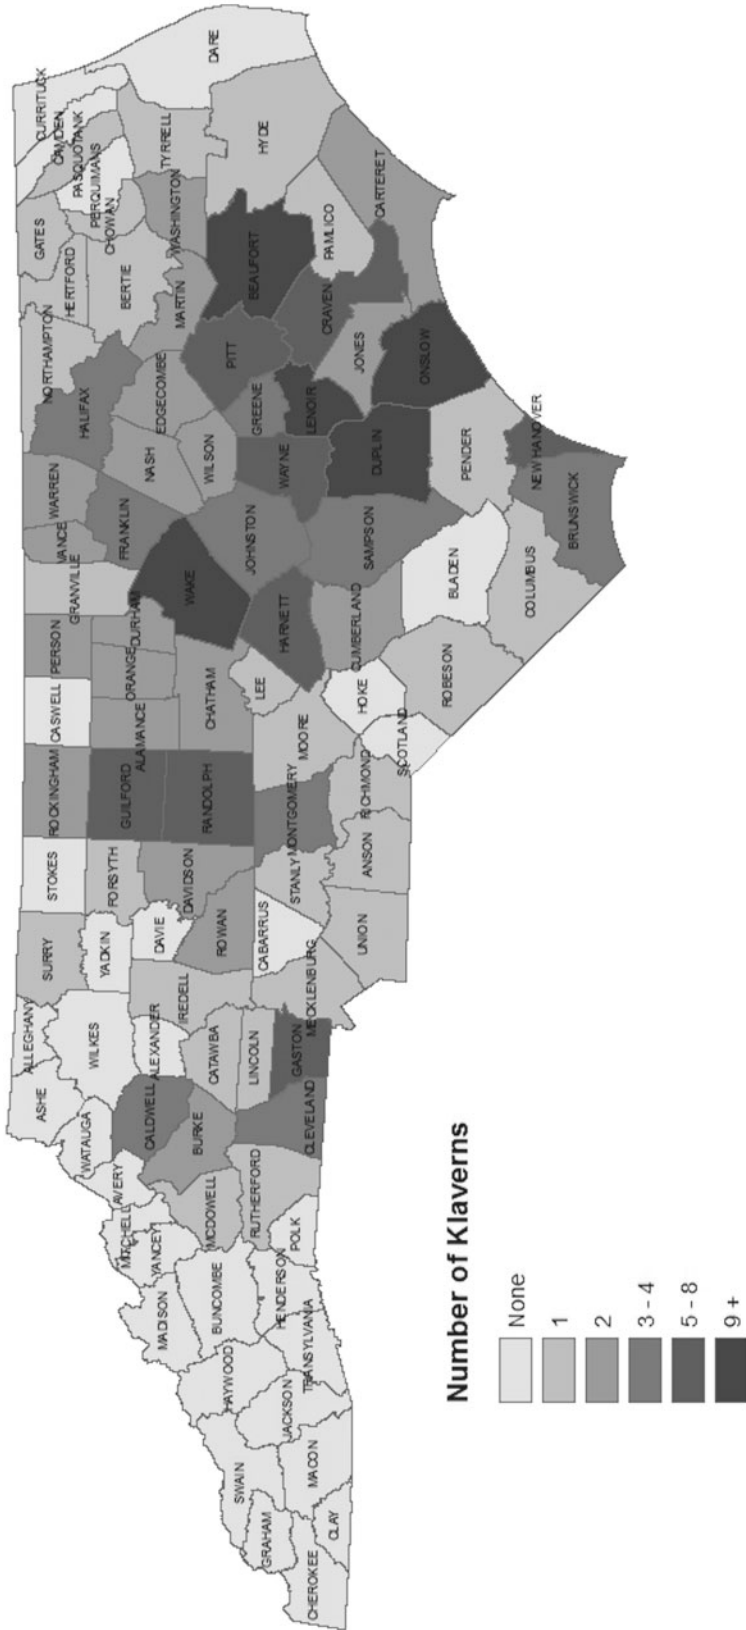 CURRITUCK
CAMDEN
PASQUOTANK
PERQUIMANS
GATES
CHOWAN
HERTFORD
NORTHAMPTON
BERTIE
DARE
TYRRELL
WASHINGTON
HYDE
MARTIN
BEAUFORT
HALIFAX
EDGECOMBE
PITT
PAMLICO
CRAVEN
CARTERET
JONES
ONSLOW
LENOIR
GREENE
WARREN
VANCE
GRANVILLE
FRANKLIN
NASH
WILSON
WAYNE
DUPLIN
PENDER
NEW HANOVER
BRUNSWICK
COLUMBUS
BLADEN
SAMPSON
JOHNSTON
WAKE
HARNETT
CUMBERLAND
ROBESON
HOKE
SCOTLAND
LEE
MOORE
CHATHAM
DURHAM
ORANGE
ALAMANCE
PERSON
CASWELL
ROCKINGHAM
GUILFORD
RANDOLPH
MONTGOMERY
RICHMOND
ANSON
STANLY
UNION
STOKES
FORSYTH
DAVIDSON
ROWAN
CABARRUS
MECKLENBURG
SURRY
YADKIN
DAVIE
IREDELL
ALLEGHANY
WILKES
ALEXANDER
CATAWBA
LINCOLN
GASTON
CLEVELAND
ASHE
WATAUGA
CALDWELL
BURKE
AVERY
MITCHELL
YANCEY
MCDOWELL
RUTHERFORD
POLK
MADISON
BUNCOMBE
HENDERSON
TRANSYLVANIA
HAYWOOD
JACKSON
SWAIN
MACON
GRAHAM
CLAY
CHEROKEE
Number of Klaverns
None
1
2
3 - 4
5 - 8
9 +